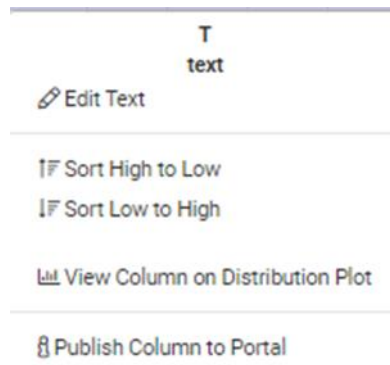 T
text
Edit Text
Sort High to Low
Sort Low to High
View Column on Distribution Plot
Publish Column to Portal